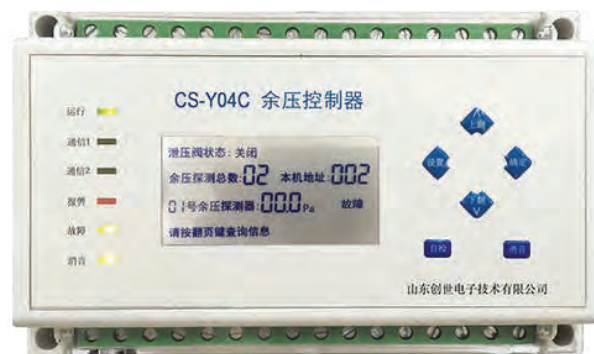 CS-Y04C 余压控制器
运行
通信1
通信2
报警
故障
消音
泄压阀状态：关闭
余压探测总数:02 本机地址:002
01号余压探测器:00.0Pa 故障
请按翻页键查询信息
上翻
设置
确定
下翻
自检
消音
山东创世电子技术有限公司